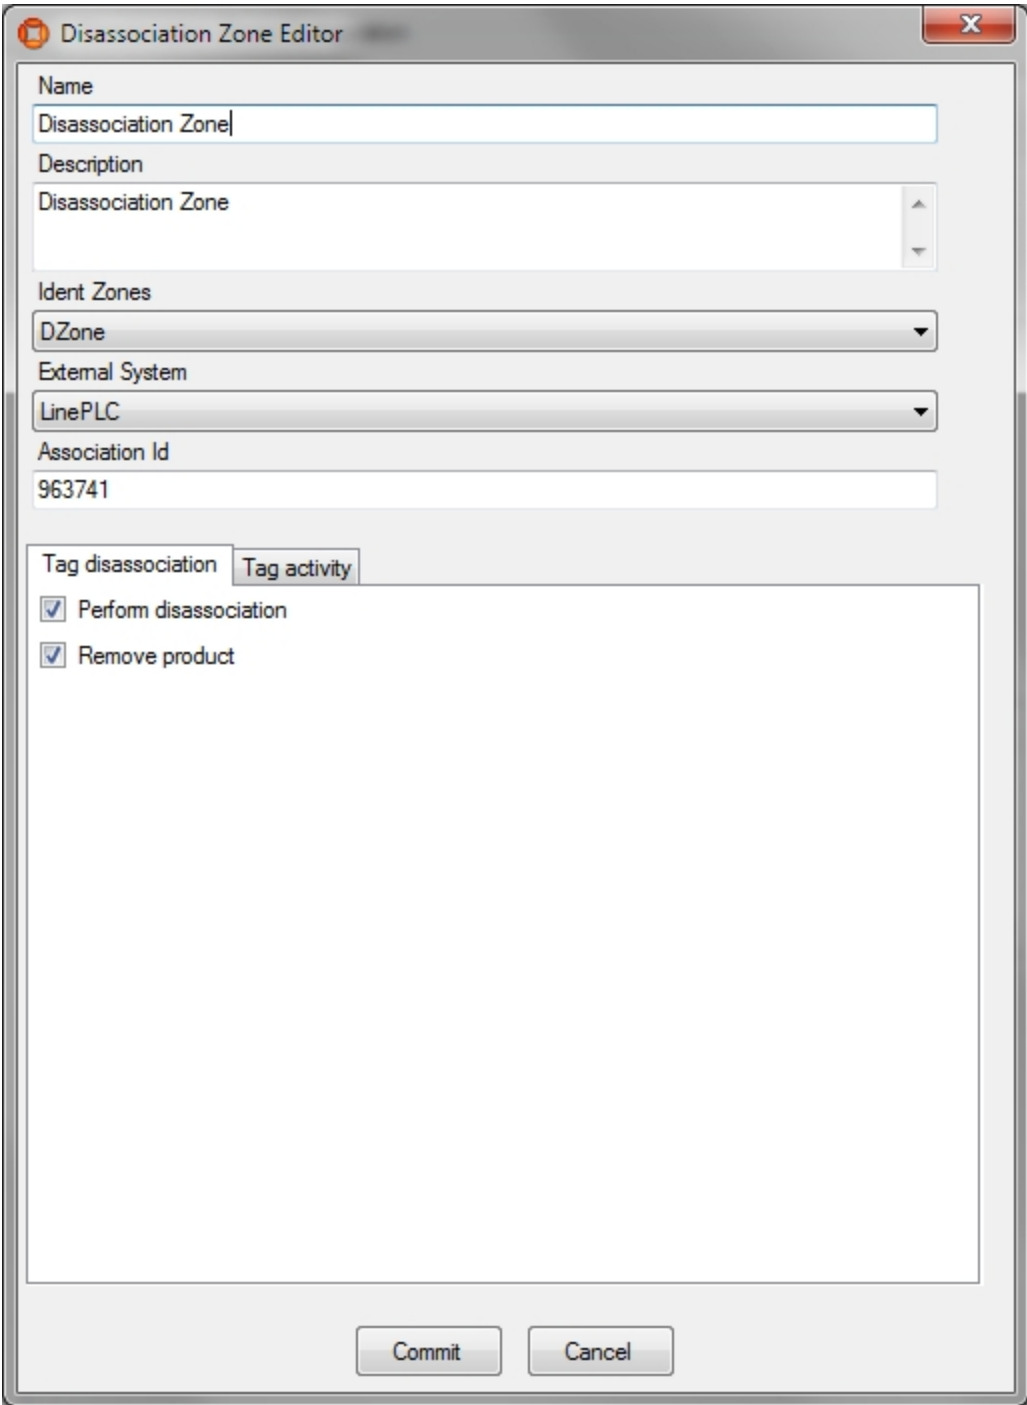 Disassociation Zone Editor
Name
Disassociation Zone
Description
Disassociation Zone
Ident Zones
DZone
External System
LinePLC
Association Id
963741
Tag disassociation
Tag activity
Perform disassociation
Remove product
Commit
Cancel